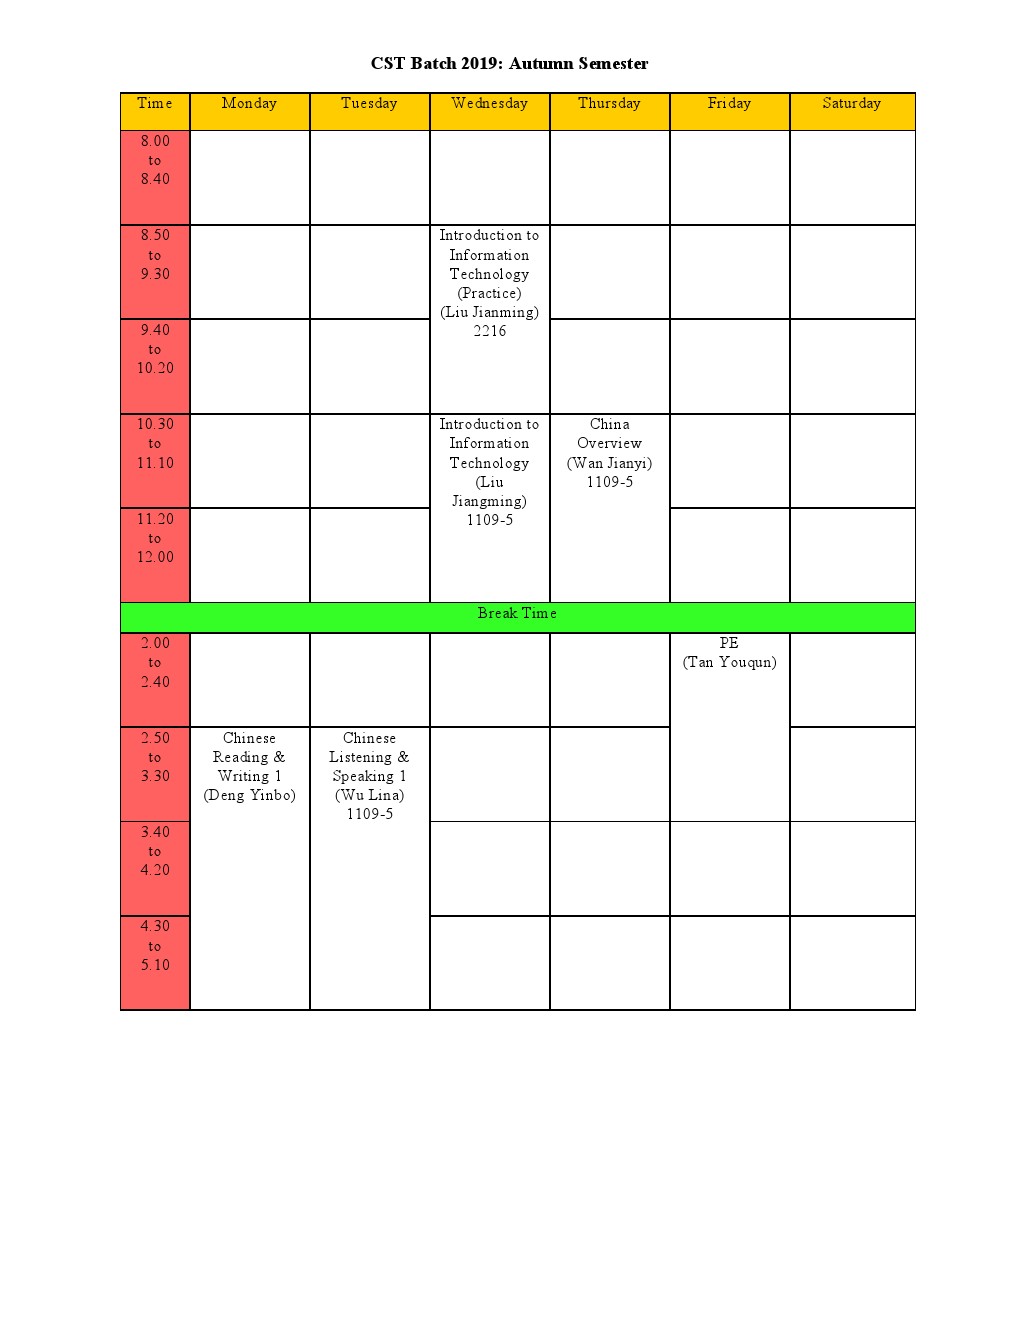 CST Batch 2019: Autumn Semester
Time Monday Tuesday Wednesday Thursday Friday Saturday
8.00
to
8.40
8.50
to
9.30
Introduction to
Information
Technology
(Practice)
(Liu Jianming)
2216
9.40
to
10.20
10.30
to
11.10
Introduction to
Information
Technology
(Liu
Jiangming)
1109-5
China
Overview
(Wan Jianyi)
1109-5
11.20
to
12.00
Break Time
2.00
to
2.40
PE
(Tan Youqun)
2.50
to
3.30
Chinese
Reading &
Writing 1
(Deng Yinbo)
Chinese
Listening &
Speaking 1
(Wu Lina)
1109-5
3.40
to
4.20
4.30
to
5.10